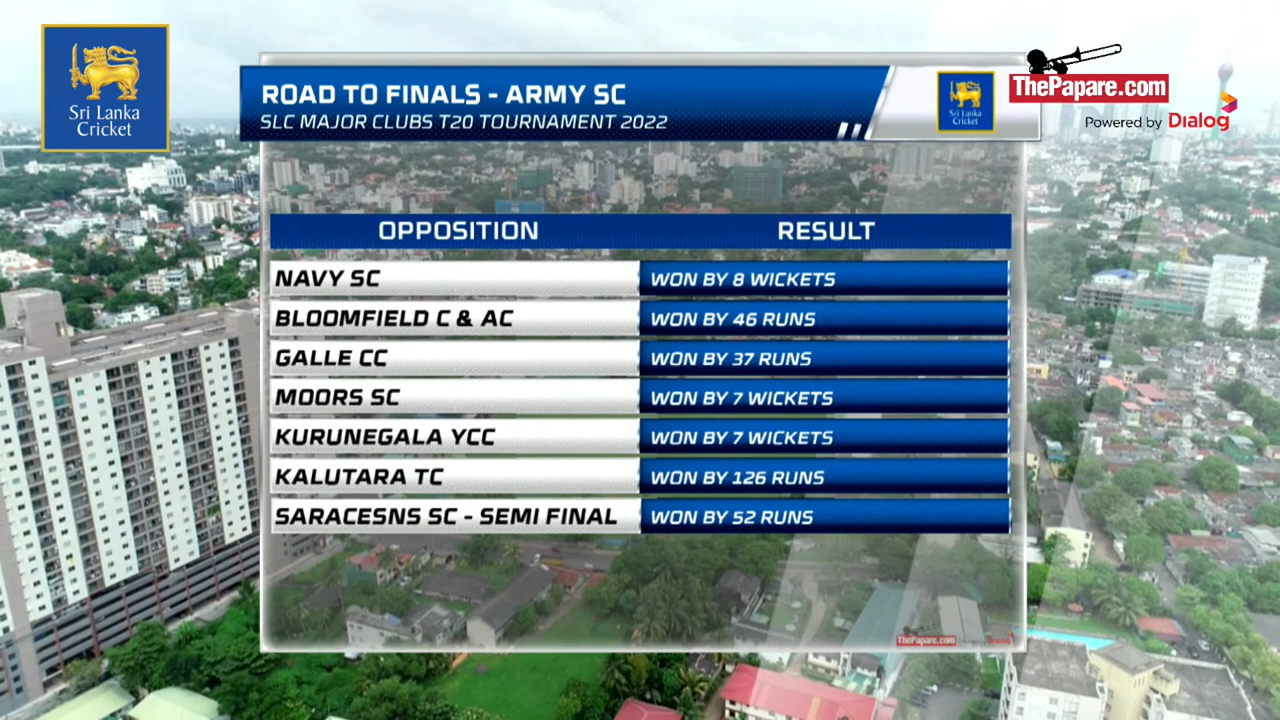 Sri Lanka
Cricket
ROAD TO FINALS - ARMY SC
SLC MAJOR CLUBS T20 TOURNAMENT 2022
Sri Lanka
Cricket
ThePapare.com
Powered by Dialog
OPPOSITION RESULT
NAVY SC WON BY 8 WICKETS
BLOOMFIELD C & AC WON BY 46 RUNS
GALLE CC WON BY 37 RUNS
MOORS SC WON BY 7 WICKETS
KURUNEGALA YCC WON BY 7 WICKETS
KALUTARA TC WON BY 126 RUNS
SARACESNS SC - SEMI FINAL WON BY 52 RUNS
ThePapare.com